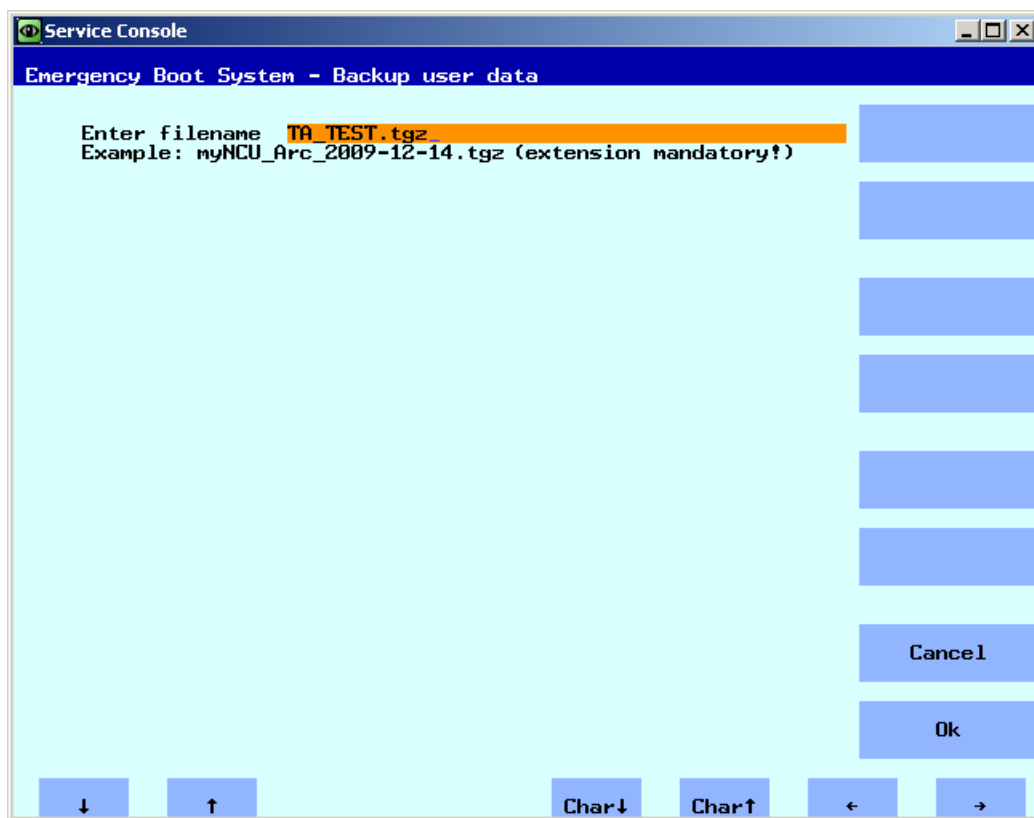 Service Console
Emergency Boot System - Backup user data
Enter filename TA_TEST.tgz_
Example: myNCU_Arc_2009-12-14.tgz (extension mandatory!)
Cancel
Ok
↓ ↑ Char↓ Char↑ ← →